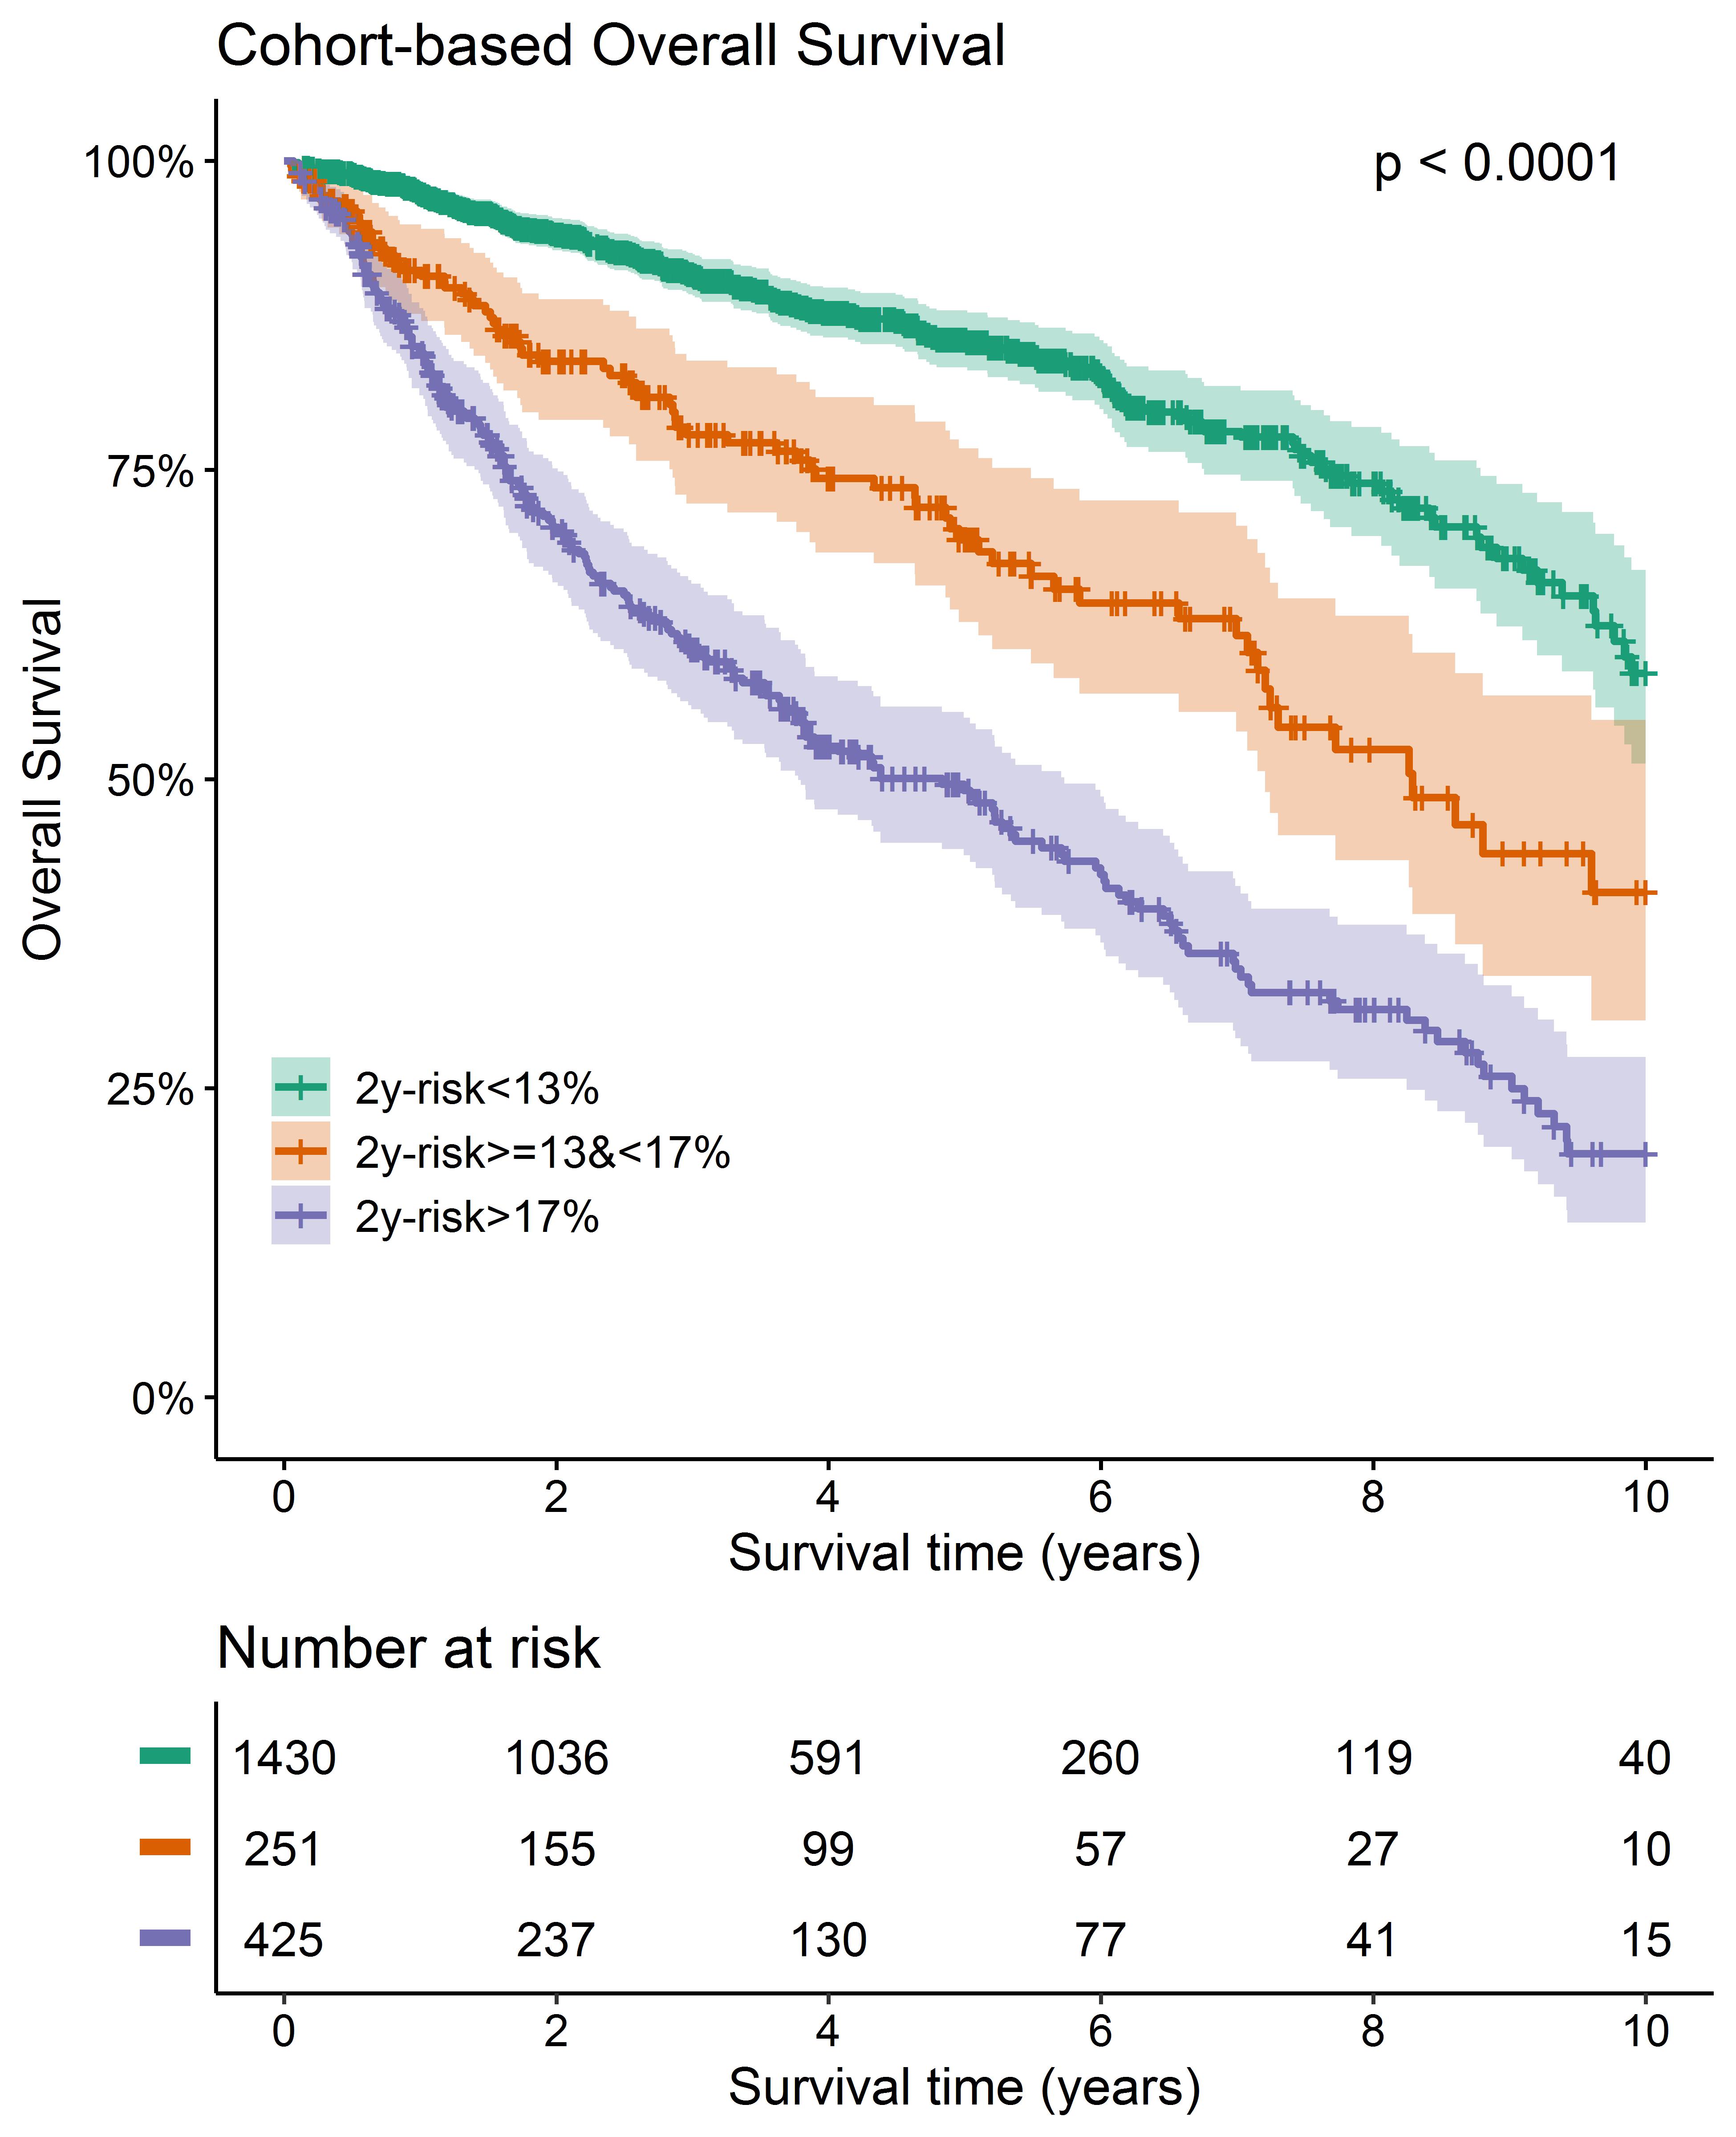 Cohort-based Overall Survival
p < 0.0001
100%
75%
50%
25%
0%
Overall Survival
2y-risk<13%
2y-risk>=13&<17%
2y-risk>17%
0 2 4 6 8 10
Survival time (years)
Number at risk
1430 1036 591 260 119 40
251 155 99 57 27 10
425 237 130 77 41 15
0 2 4 6 8 10
Survival time (years)